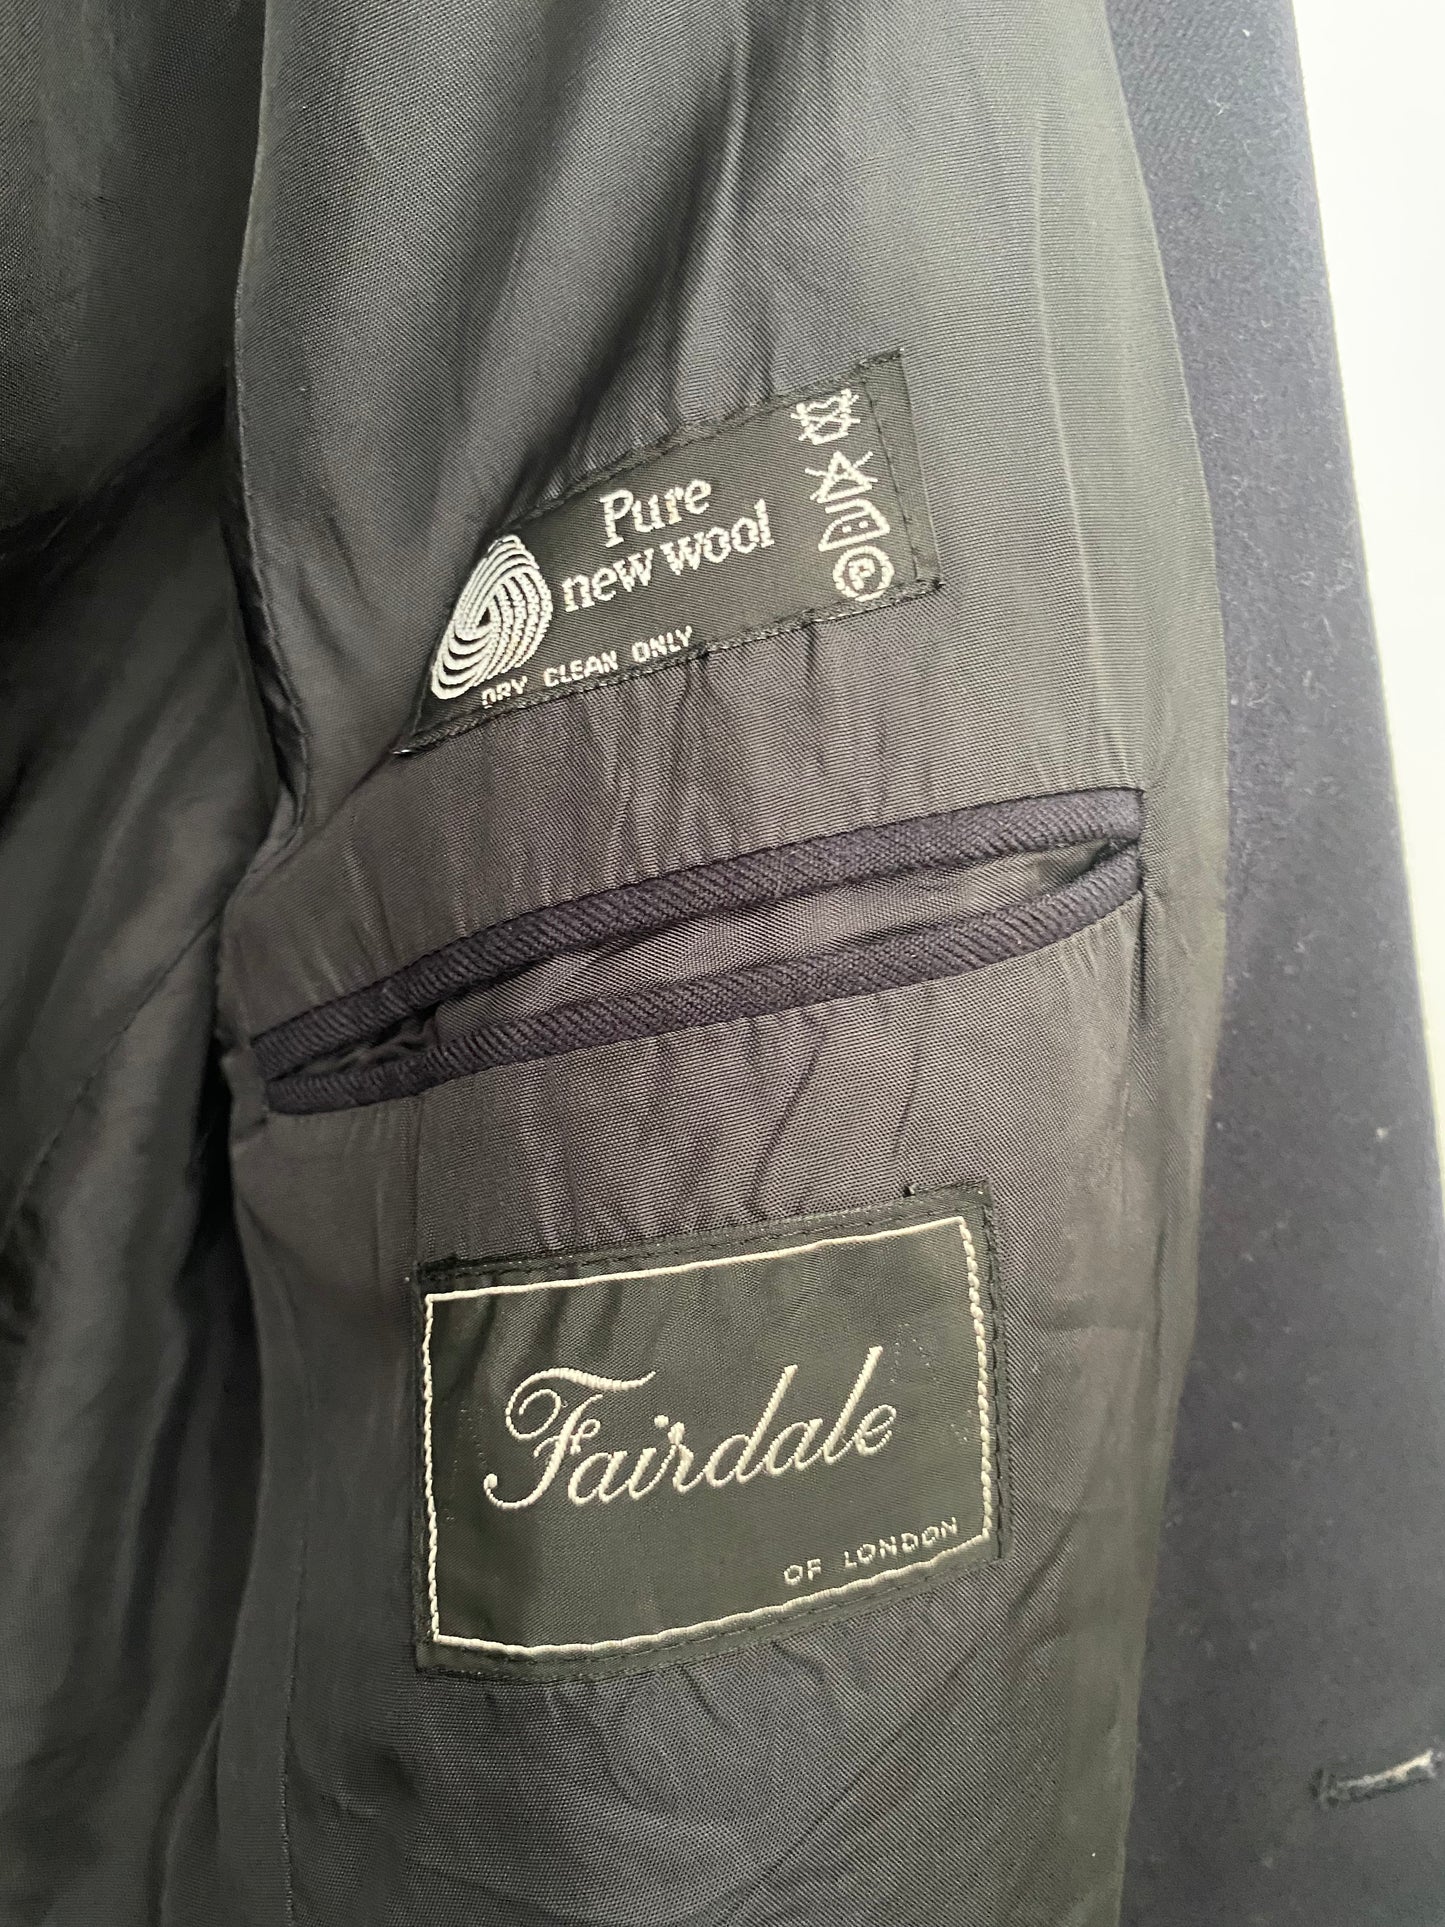 Pure
new wool
DRY CLEAN ONLY
P
Fairdale
OF LONDON